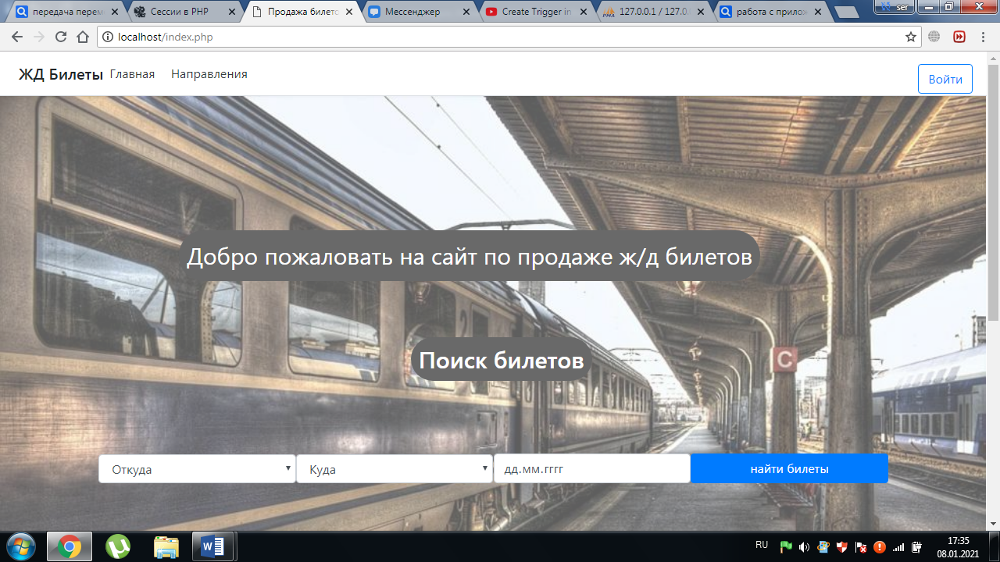 передача перем
Сессии в PHP
Продажа билетс
Мессенджер
Create Trigger in
127.0.0.1 / 127.0.
работа с прилож
ser
localhost/index.php
ЖД Билеты Главная Направления
Войти
Добро пожаловать на сайт по продаже ж/д билетов
2
C
Поиск билетов
Откуда Куда дд.мм.гггг найти билеты
RU
17:35
08.01.2021